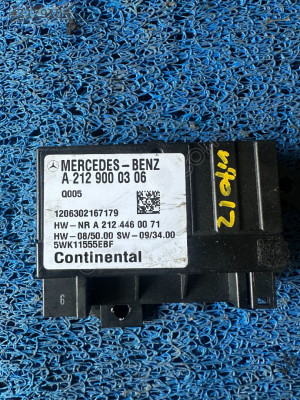 MERCEDES-BENZ
A 212 900 03 06
Q005
1206302167179
HW-NR A 212 446 00 71
HW-08/50.00 SW-09/34.00
5WK11555EBF
Continental
6